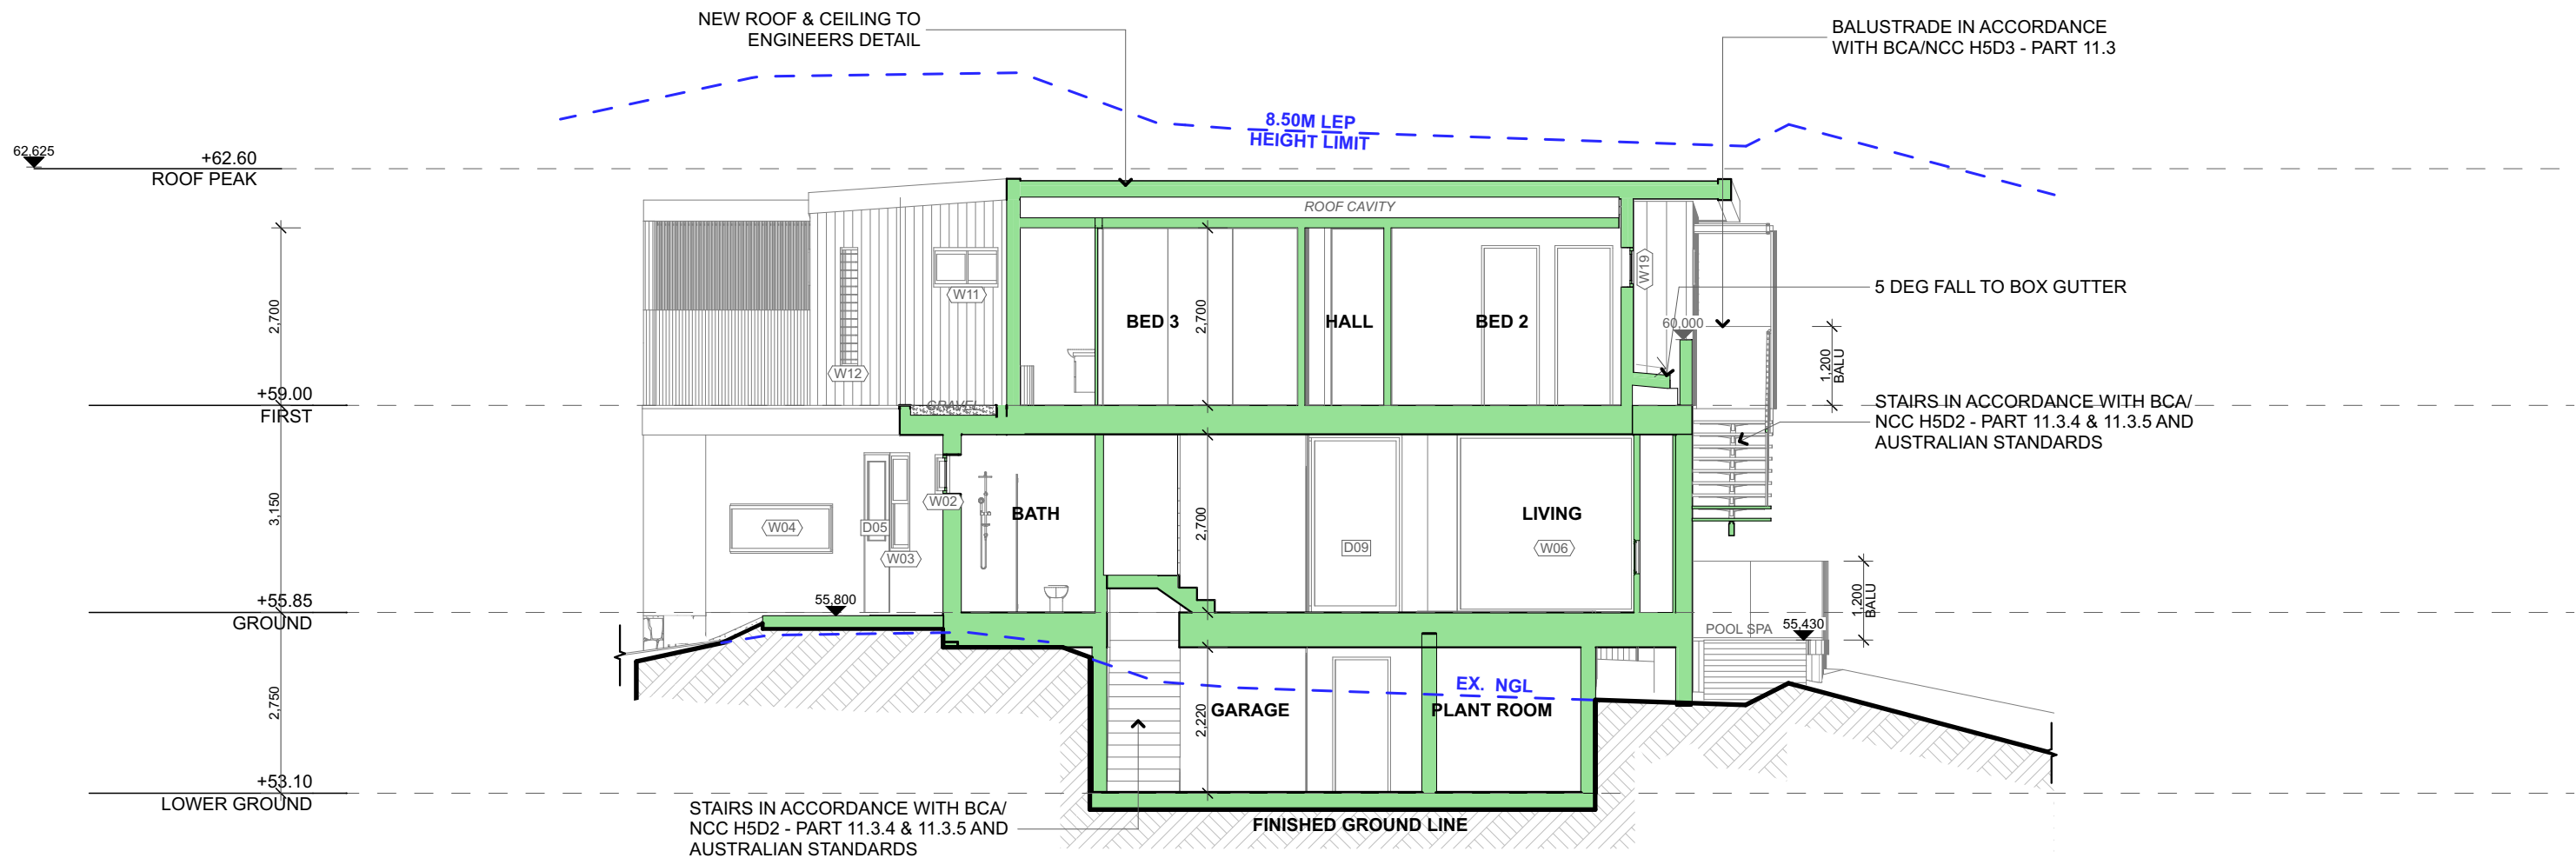 NEW ROOF & CEILING TO
ENGINEERS DETAIL
BALUSTRADE IN ACCORDANCE
WITH BCA/NCC H5D3 - PART 11.3
8.50M LEP
HEIGHT LIMIT
62,625
+62.60
ROOF PEAK
ROOF CAVITY
W11
W12
W19
2,700
BED 3
2,700
HALL
BED 2
5 DEG FALL TO BOX GUTTER
60,000
1,200
BALU
+59.00
FIRST
GRAVEL
STAIRS IN ACCORDANCE WITH BCA/
NCC H5D2 - PART 11.3.4 & 11.3.5 AND
AUSTRALIAN STANDARDS
3,150
W04
D05
W03
W02
BATH
2,700
D09
LIVING
W06
+55.85
GROUND
55,800
1,200
BALU
POOL SPA
55,430
2,750
EX. NGL
GARAGE
PLANT ROOM
2,220
+53.10
LOWER GROUND
STAIRS IN ACCORDANCE WITH BCA/
NCC H5D2 - PART 11.3.4 & 11.3.5 AND
AUSTRALIAN STANDARDS
FINISHED GROUND LINE